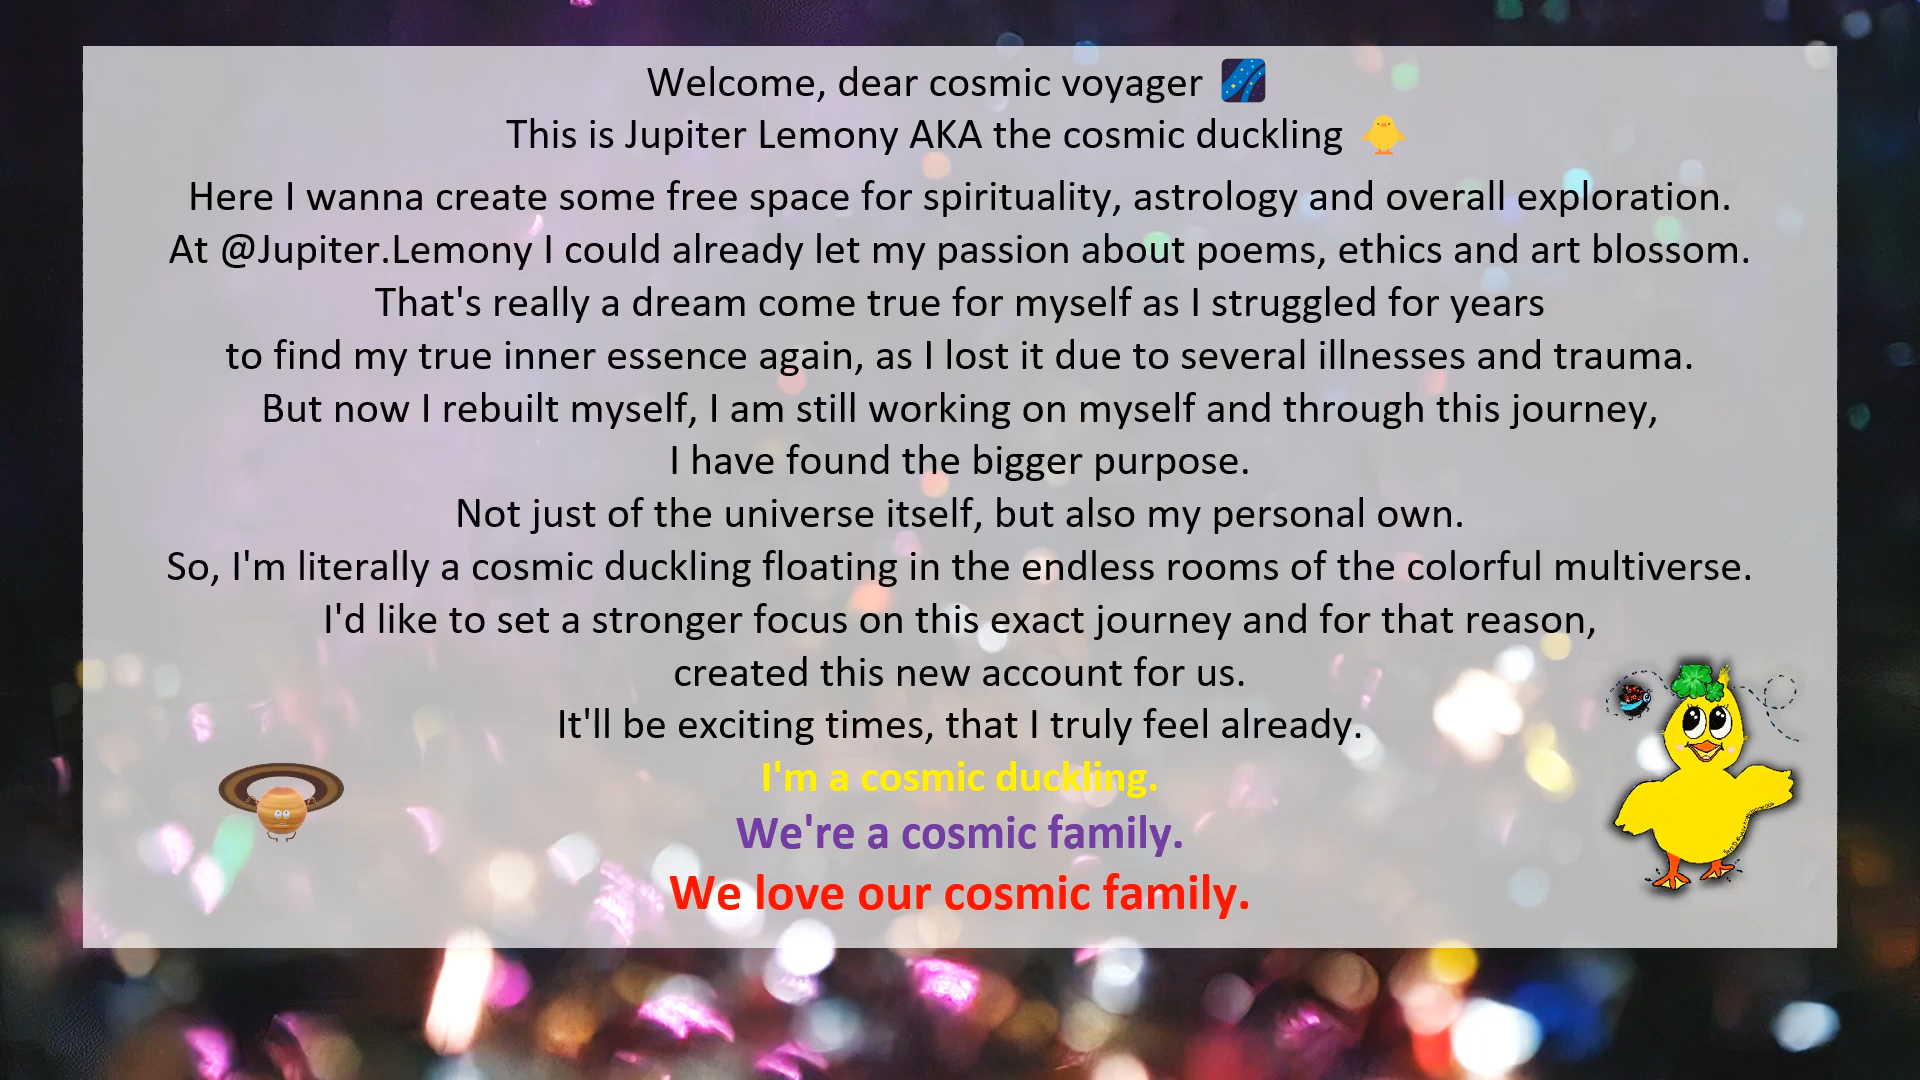 Welcome, dear cosmic voyager 🌌
This is Jupiter Lemony AKA the cosmic duckling 🐤
Here I wanna create some free space for spirituality, astrology and overall exploration.
At @Jupiter.Lemony I could already let my passion about poems, ethics and art blossom.
That's really a dream come true for myself as I struggled for years
to find my true inner essence again, as I lost it due to several illnesses and trauma.
But now I rebuilt myself, I am still working on myself and through this journey,
I have found the bigger purpose.
Not just of the universe itself, but also my personal own.
So, I'm literally a cosmic duckling floating in the endless rooms of the colorful multiverse.
I'd like to set a stronger focus on this exact journey and for that reason,
created this new account for us.
It'll be exciting times, that I truly feel already.
I'm a cosmic duckling.
We're a cosmic family.
We love our cosmic family.